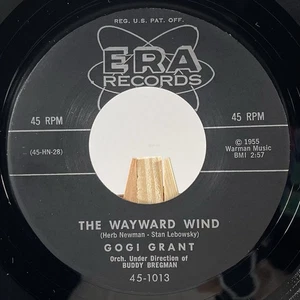 REG. U.S. PAT. OFF.
ERA
RECORDS
45 RPM
45 RPM
(45-HN-28)
© 1955
Warman Music
BMI 2:57
THE WAYWARD WIND
(Herb Newman - Stan Lebowsky)
GOGI GRANT
Orch. Under Direction of
BUDDY BREGMAN
45-1013